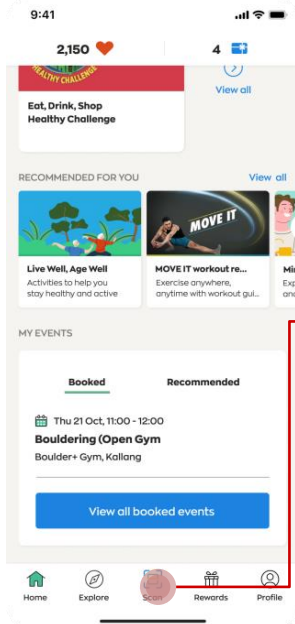 9:41
2,150
4
HEALTHY CHALLENGE
View all
Eat, Drink, Shop
Healthy Challenge
RECOMMENDED FOR YOU
View all
MOVE IT
Live Well, Age Well
Activities to help you
stay healthy and active
MOVE IT workout re...
Exercise anywhere,
anytime with workout gui...
Mi
Exp
and
MY EVENTS
Booked
Recommended
Thu 21 Oct, 11:00 - 12:00
Bouldering (Open Gym
Boulder+ Gym, Kallang
View all booked events
Home
Explore
Scan
Rewards
Profile